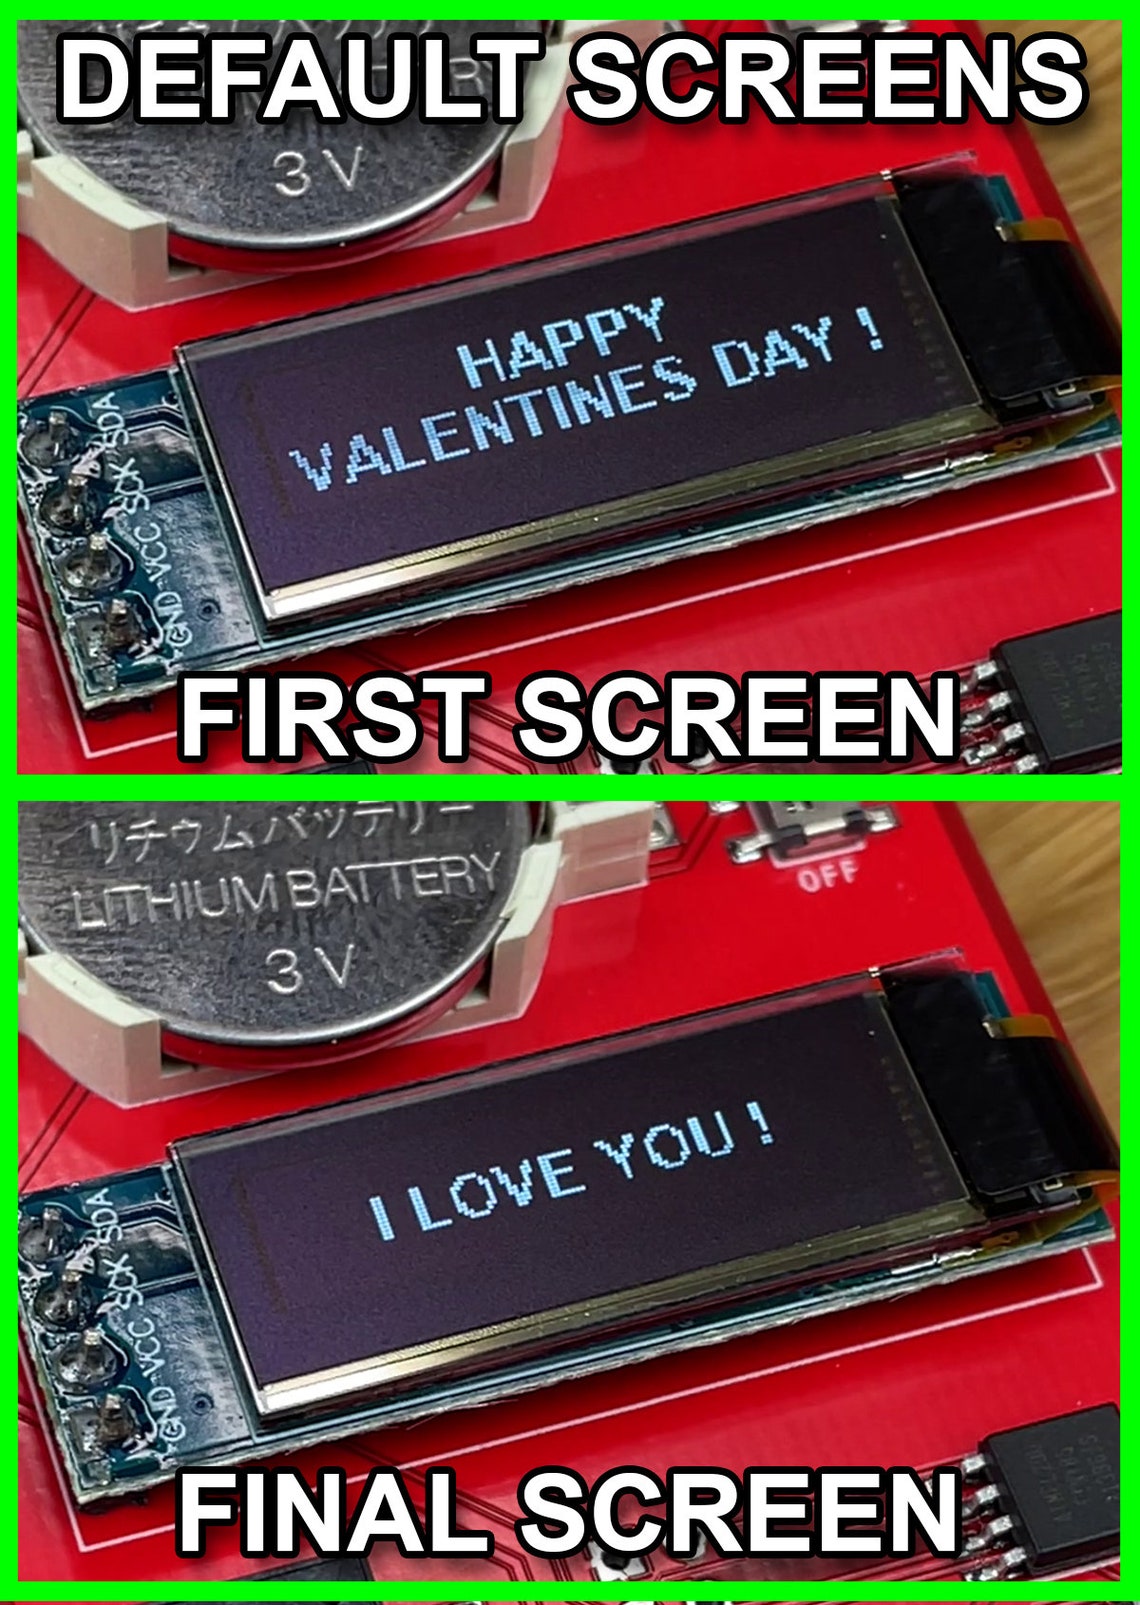 DEFAULT SCREENS
3V
HAPPY
VALENTINES DAY !
SDA
SCK
VCC
GND
FIRST SCREEN
リチウムバッテリー
LITHIUM BATTERY
3V
OFF
I LOVE YOU !
SDA
SCK
VCC
GND
FINAL SCREEN